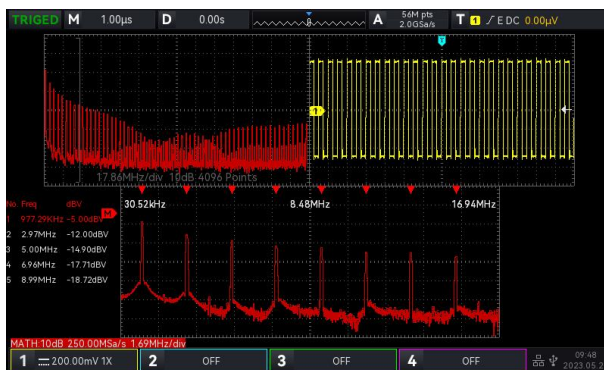 TRIGED M 1.00μs D 0.00s A 56M pts 2.0GSa/s T 1 E DC 0.00μV
T
1
17.86MHz/div 10dB 4096 Points
No Freq dBV
1 977.29KHz -5.00dBV
2 2.97MHz -12.00dBV
3 5.00MHz -14.90dBV
4 6.96MHz -17.71dBV
5 8.99MHz -18.72dBV
M
30.52kHz 8.48MHz 16.94MHz
MATH:10dB 250.00MSa/s 1.69MHz/div
1 200.00mV 1X 2 OFF 3 OFF 4 OFF
09:48
2023.05.2